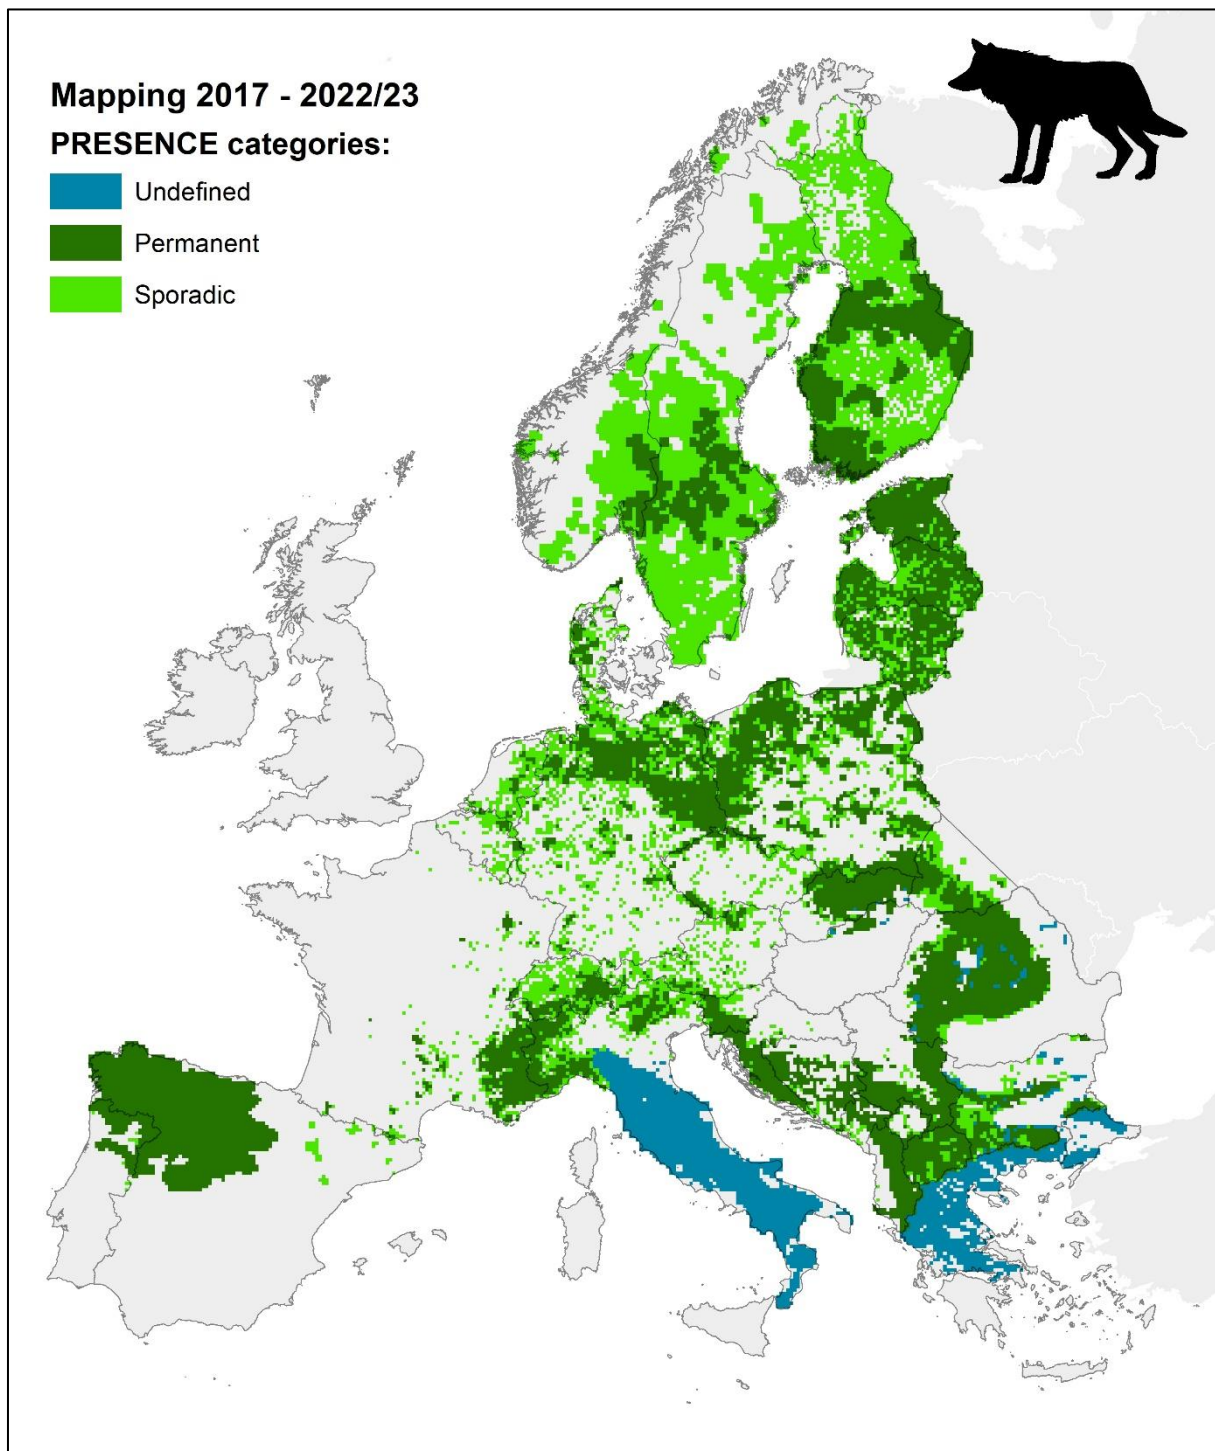 Mapping 2017 - 2022/23
PRESENCE categories:
Undefined
Permanent
Sporadic